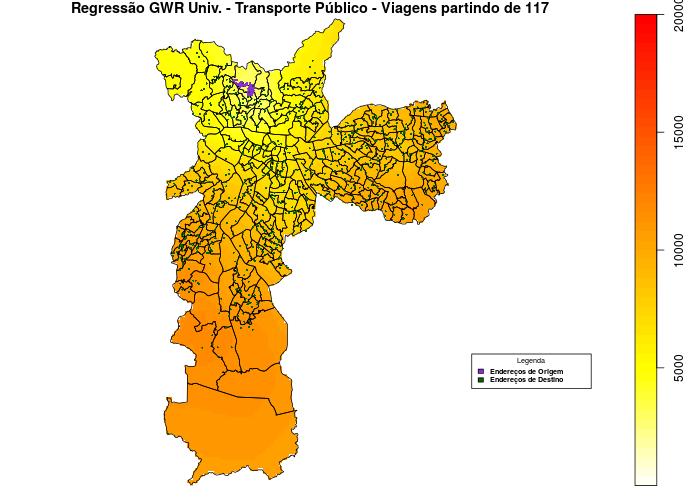 Regressão GWR Univ. - Transporte Público - Viagens partindo de 117
20000
15000
10000
5000
Legenda
Endereços de Origem
Endereços de Destino